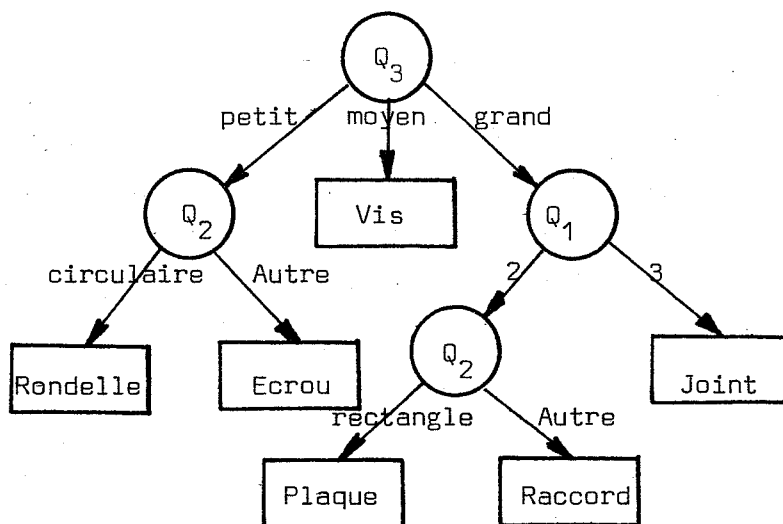 Q3
petit moyen grand
Q2 Vis Q1
circulaire Autre 2 3
Rondelle Ecrou Q2 Joint
rectangle Autre
Plaque Raccord